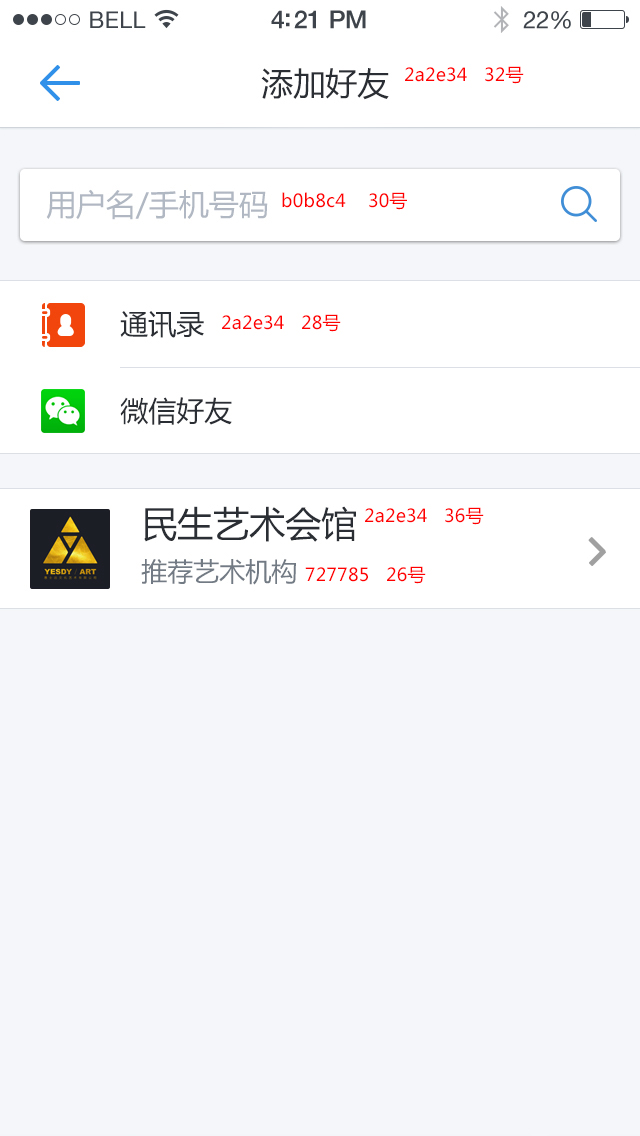 BELL 4:21 PM 22%
添加好友 2a2e34 32号
用户名/手机号码 b0b8c4 30号
通讯录 2a2e34 28号
微信好友
民生艺术会馆 2a2e34 36号
推荐艺术机构 727785 26号
YESDY ART